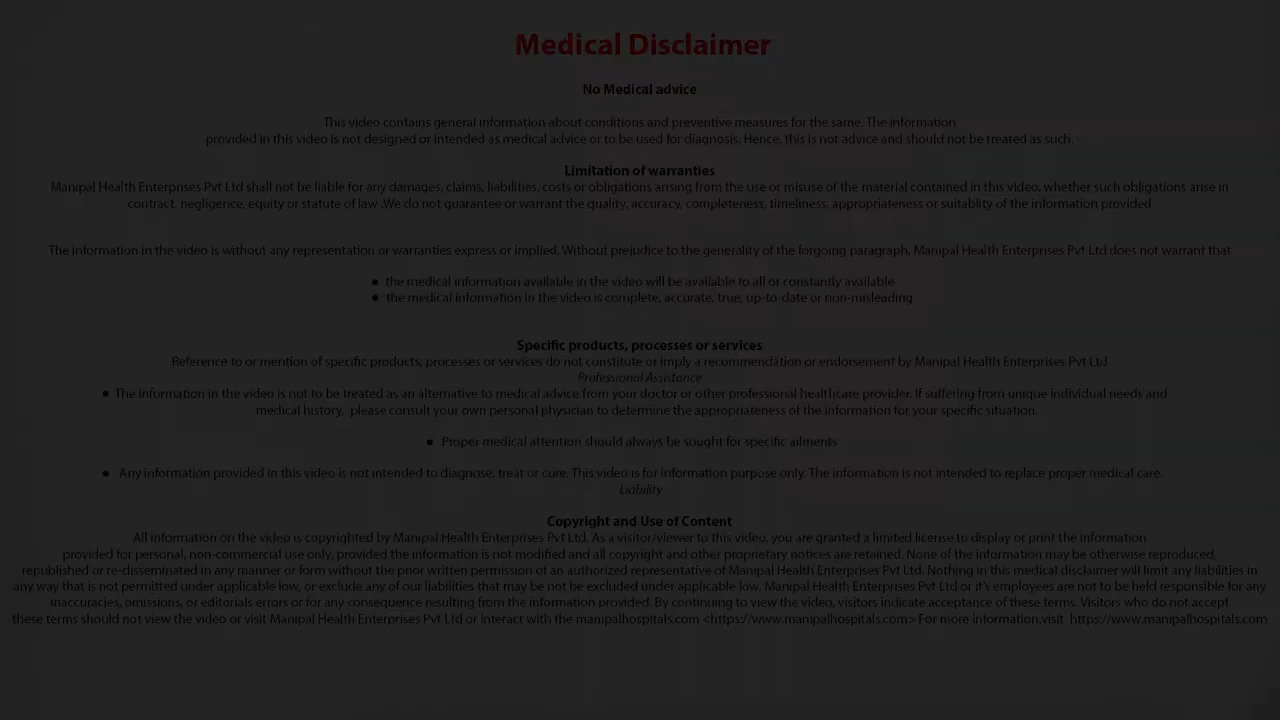 Medical Disclaimer
No Medical advice
This video contains general information about conditions and preventive measures for the same. The information
provided in this video is not designed or intended as medical advice or to be used for diagnosis. Hence, this is not advice and should not be treated as such.
Limitation of warranties
Manipal Health Enterprises Pvt Ltd shall not be liable for any damages, claims, liabilities, costs or obligations arising from the use or misuse of the material contained in this video, whether such obligations arise in
contract, negligence, equity or statute of law .We do not guarantee or warrant the quality, accuracy, completeness, timeliness, appropriateness or suitablity of the information provided
The information in the video is without any representation or warranties express or implied. Without prejudice to the generality of the forgoing paragraph, Manipal Health Enterprises Pvt Ltd does not warrant that
● the medical information available in the video will be available to all or constantly available
● the medical information in the video is complete, accurate, true, up-to-date or non-misleading
Specific products, processes or services
Reference to or mention of specific products, processes or services do not constitute or imply a recommendation or endorsement by Manipal Health Enterprises Pvt Ltd
Professional Assistance
● The information in the video is not to be treated as an alternative to medical advice from your doctor or other professional healthcare provider. If suffering from unique individual needs and
medical history, please consult your own personal physician to determine the appropriateness of the information for your specific situation.
● Proper medical attention should always be sought for specific ailments
● Any information provided in this video is not intended to diagnose, treat or cure. This video is for information purpose only. The information is not intended to replace proper medical care.
Liability
Copyright and Use of Content
All information on the video is copyrighted by Manipal Health Enterprises Pvt Ltd. As a visitor/viewer to this video, you are granted a limited license to display or print the information
provided for personal, non-commercial use only, provided the information is not modified and all copyright and other proprietary notices are retained. None of the information may be otherwise reproduced,
republished or re-disseminated in any manner or form without the prior written permission of an authorized representative of Manipal Health Enterprises Pvt Ltd. Nothing in this medical disclaimer will limit any liabilities in
any way that is not permitted under applicable low, or exclude any of our liabilities that may be not be excluded under applicable low. Manipal Health Enterprises Pvt Ltd or it's employees are not to be held responsible for any
inaccuracies, omissions, or editorials errors or for any consequence resulting from the information provided. By continuing to view the video, visitors indicate acceptance of these terms. Visitors who do not accept
these terms should not view the video or visit Manipal Health Enterprises Pvt Ltd or interact with the manipalhospitals.com <https://www.manipalhospitals.com> For more information,visit https://www.manipalhospitals.com